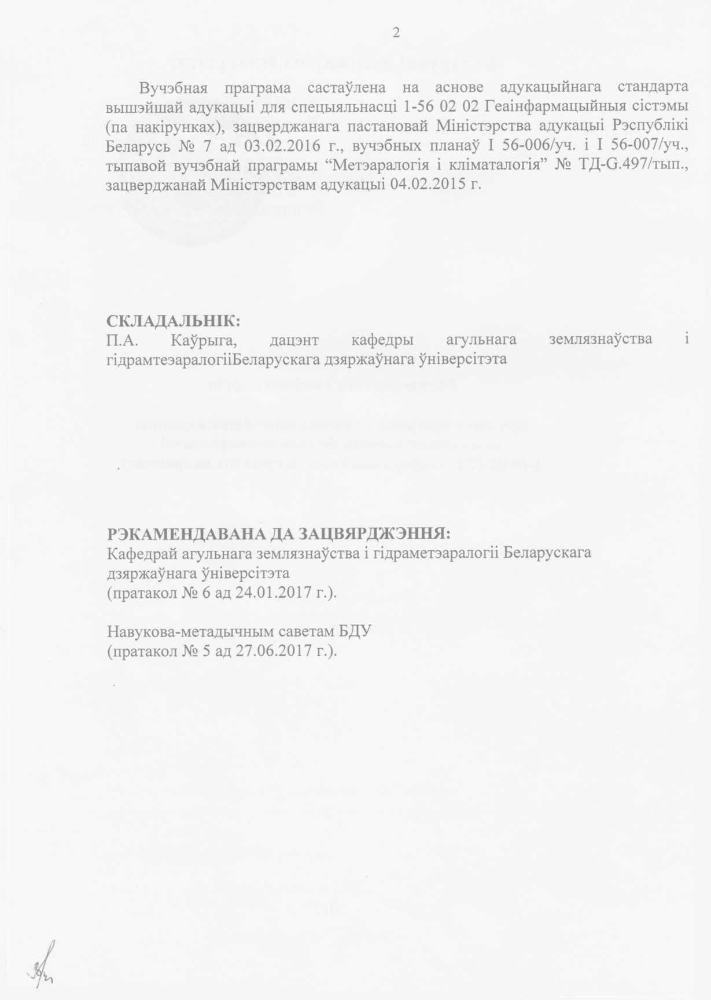 2
Вучэбная праграма састаўлена на аснове адукацыйнага стандарта
вышэйшай адукацыі для спецыяльнасці 1-56 02 02 Геаінфармацыйныя сістэмы
(па накірунках), зацверджанага пастановай Міністэрства адукацыі Рэспублікі
Беларусь № 7 ад 03.02.2016 г., вучэбных планаў І 56-006/уч. і І 56-007/уч.,
тыпавой вучэбнай праграмы “Метэаралогія і кліматалогія” № ТД-G.497/тып.,
зацверджанай Міністэрствам адукацыі 04.02.2015 г.
СКЛАДАЛЬНІК:
П.А. Каўрыга, дацэнт кафедры агульнага землязнаўства і
гідрамтеэаралогііБеларускага дзяржаўнага ўніверсітэта
РЭКАМЕНДАВАНА ДА ЗАЦВЯРДЖЭННЯ:
Кафедрай агульнага землязнаўства і гідраметэаралогіі Беларускага
дзяржаўнага ўніверсітэта
(пратакол № 6 ад 24.01.2017 г.).
Навукова-метадычным саветам БДУ
(пратакол № 5 ад 27.06.2017 г.).